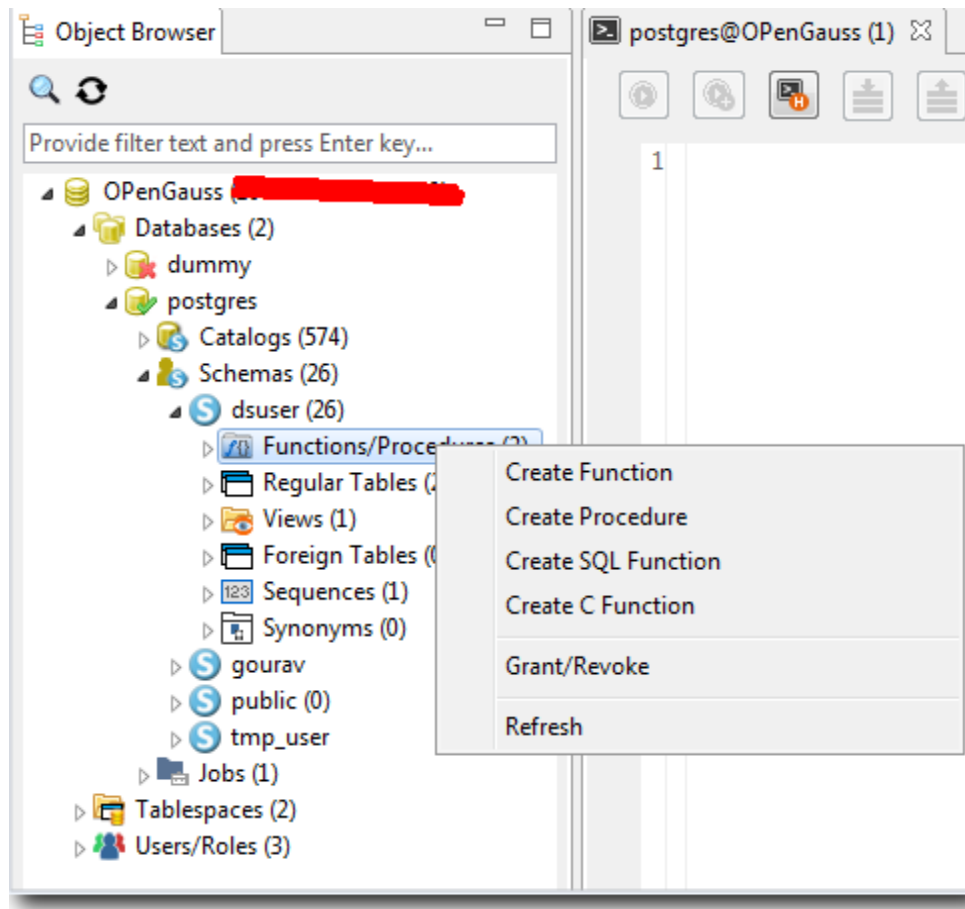 Object Browser
postgres@OPenGauss (1)
Provide filter text and press Enter key...
1
OPenGauss (
Databases (2)
dummy
postgres
Catalogs (574)
Schemas (26)
dsuser (26)
Functions/Procedures
Regular Tables
Views (1)
Foreign Tables
123 Sequences (1)
Synonyms (0)
gourav
public (0)
tmp_user
Jobs (1)
Tablespaces (2)
Users/Roles (3)
Create Function
Create Procedure
Create SQL Function
Create C Function
Grant/Revoke
Refresh